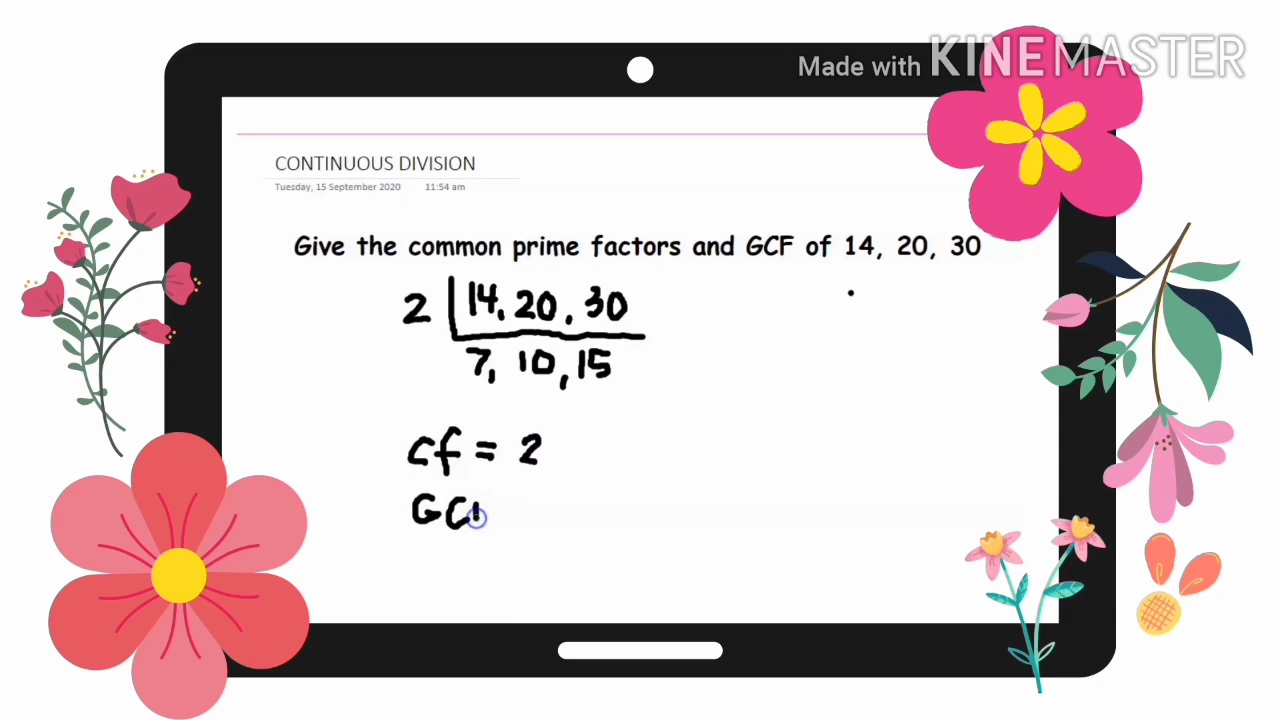 Made with KINEMASTER
CONTINUOUS DIVISION
Tuesday, 15 September 2020 11:54 am
Give the common prime factors and GCF of 14, 20, 30
2 14, 20, 30
7, 10, 15
cf = 2
GC